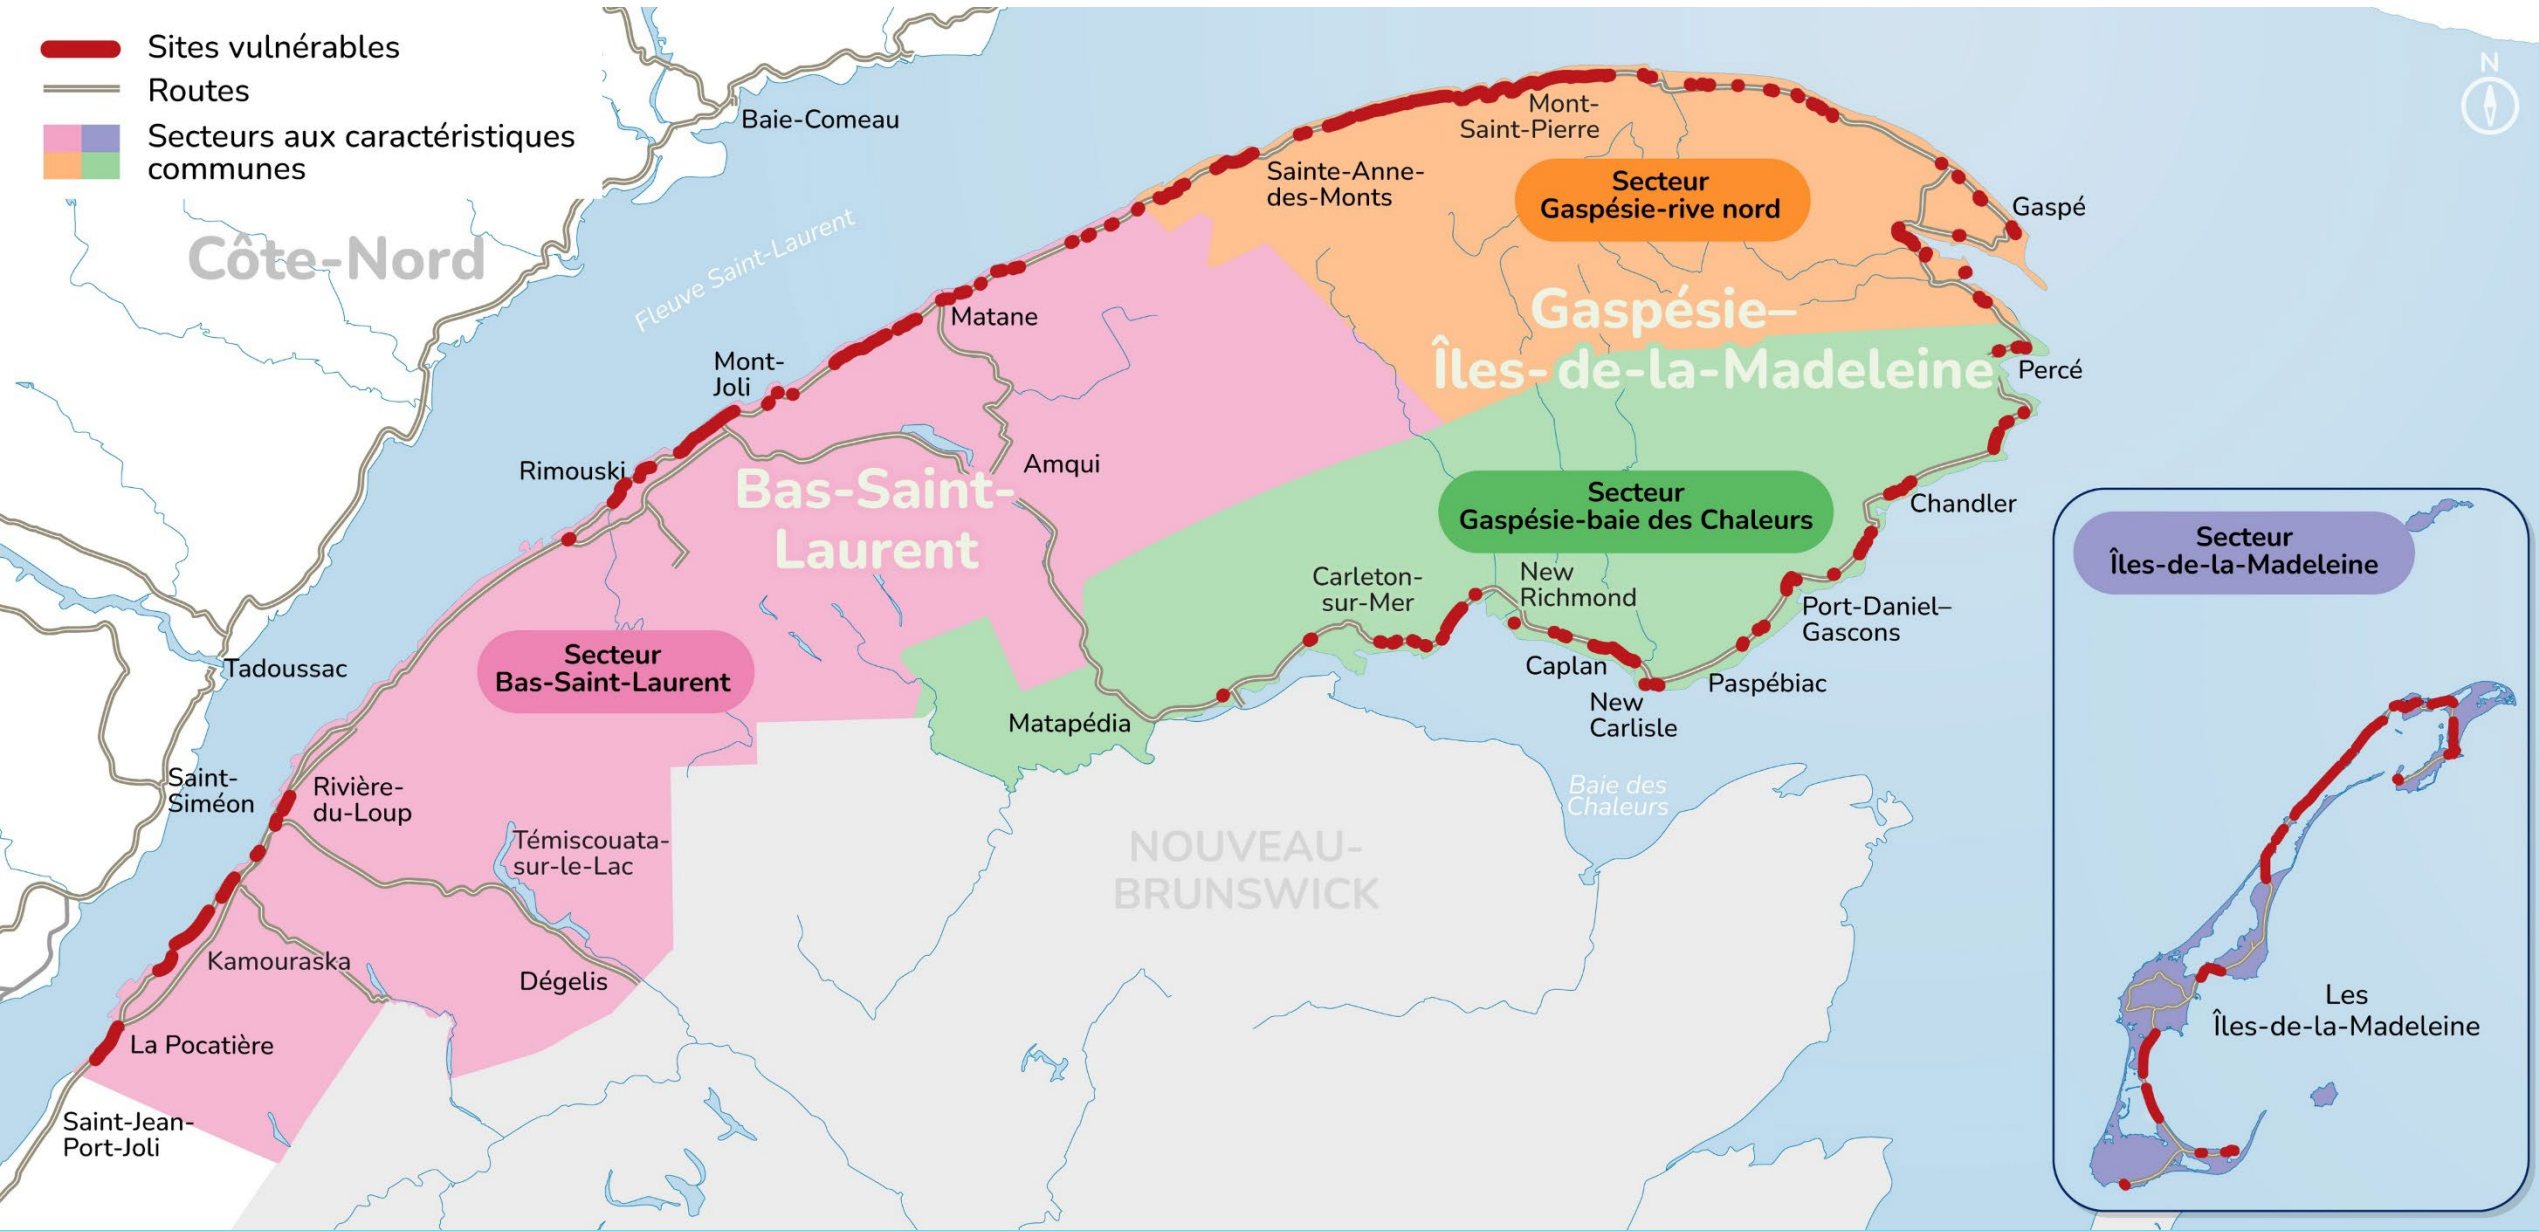 Sites vulnérables
Routes
Secteurs aux caractéristiques
communes
N
Baie-Comeau
Côte-Nord
Fleuve Saint-Laurent
Mont-
Saint-Pierre
Sainte-Anne-
des-Monts
Secteur
Gaspésie-rive nord
Gaspé
Gaspésie–
Îles-de-la-Madeleine
Matane
Mont-
Joli
Percé
Rimouski
Amqui
Bas-Saint-
Laurent
Secteur
Gaspésie-baie des Chaleurs
Chandler
Secteur
Îles-de-la-Madeleine
Carleton-
sur-Mer
New
Richmond
Port-Daniel–
Gascons
Tadoussac
Secteur
Bas-Saint-Laurent
Caplan
Paspébiac
New
Carlisle
Matapédia
Saint-
Siméon
Rivière-
du-Loup
Baie des
Chaleurs
Témiscouata-
sur-le-Lac
NOUVEAU-
BRUNSWICK
Kamouraska
Dégelis
Les
Îles-de-la-Madeleine
La Pocatière
Saint-Jean-
Port-Joli